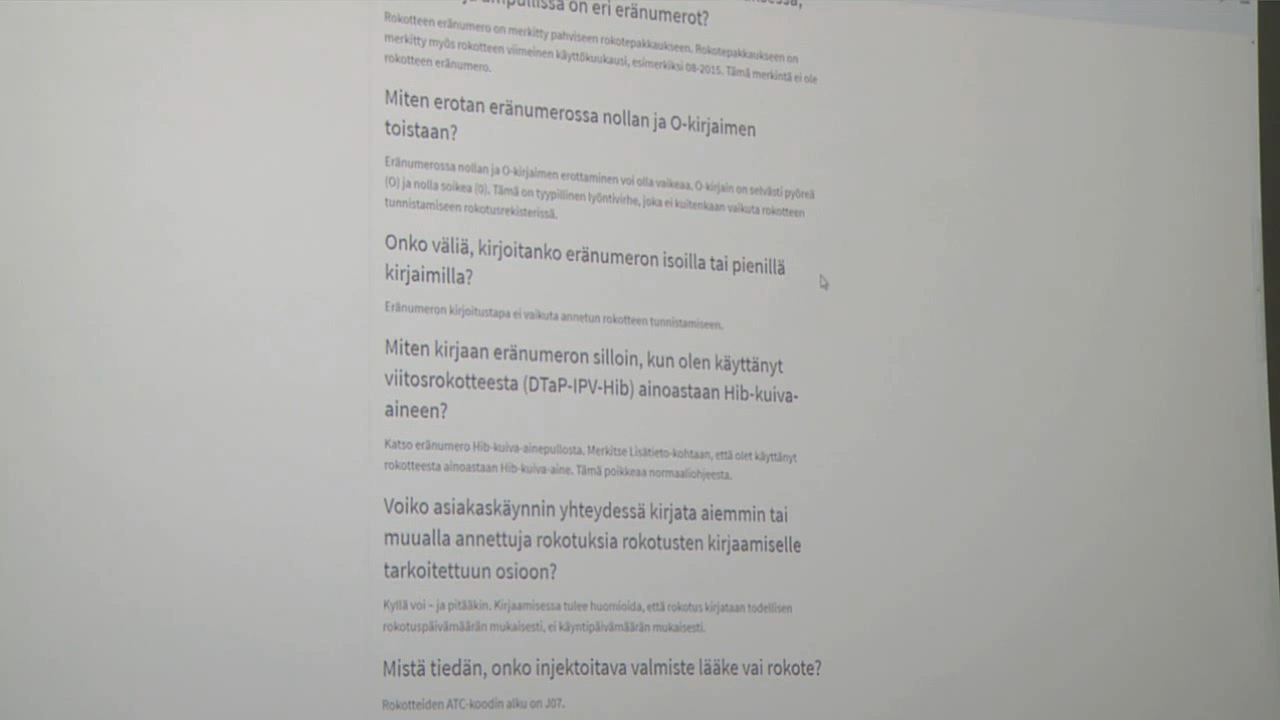 on eri eränumerot?
Rokotteen eränumero on merkitty pahviseen rokotepakkaukseen. Rokotepakkaukseen on
merkitty myös rokotteen viimeinen käyttökuukausi, esimerkiksi 08-2015. Tämä merkintä ei ole
rokotteen eränumero.
Miten erotan eränumerossa nollan ja O-kirjaimen
toistaan?
Eränumerossa nollan ja O-kirjaimen erottaminen voi olla vaikeaa. O-kirjain on selvästi pyöreä
(O) ja nolla soikea (0). Tämä on tyypillinen lyöntivirhe, joka ei kuitenkaan vaikuta rokotteen
tunnistamiseen rokotusrekisterissä.
Onko väliä, kirjoitanko eränumeron isoilla tai pienillä
kirjaimilla?
Eränumeron kirjoitustapa ei vaikuta annetun rokotteen tunnistamiseen.
Miten kirjaan eränumeron silloin, kun olen käyttänyt
viitosrokotteesta (DTaP-IPV-Hib) ainoastaan Hib-kuiva-
aineen?
Katso eränumero Hib-kuiva-ainepullosta. Merkitse Lisätieto-kohtaan, että olet käyttänyt
rokotteesta ainoastaan Hib-kuiva-aine. Tämä poikkeaa normaaliohjeesta.
Voiko asiakaskäynnin yhteydessä kirjata aiemmin tai
muualla annettuja rokotuksia rokotusten kirjaamiselle
tarkoitettuun osioon?
Kyllä voi – ja pitääkin. Kirjaamisessa tulee huomioida, että rokotus kirjataan todellisen
rokotuspäivämäärän mukaisesti, ei käyntipäivämäärän mukaisesti.
Mistä tiedän, onko injektoitava valmiste lääke vai rokote?
Rokotteiden ATC-koodin alku on J07.